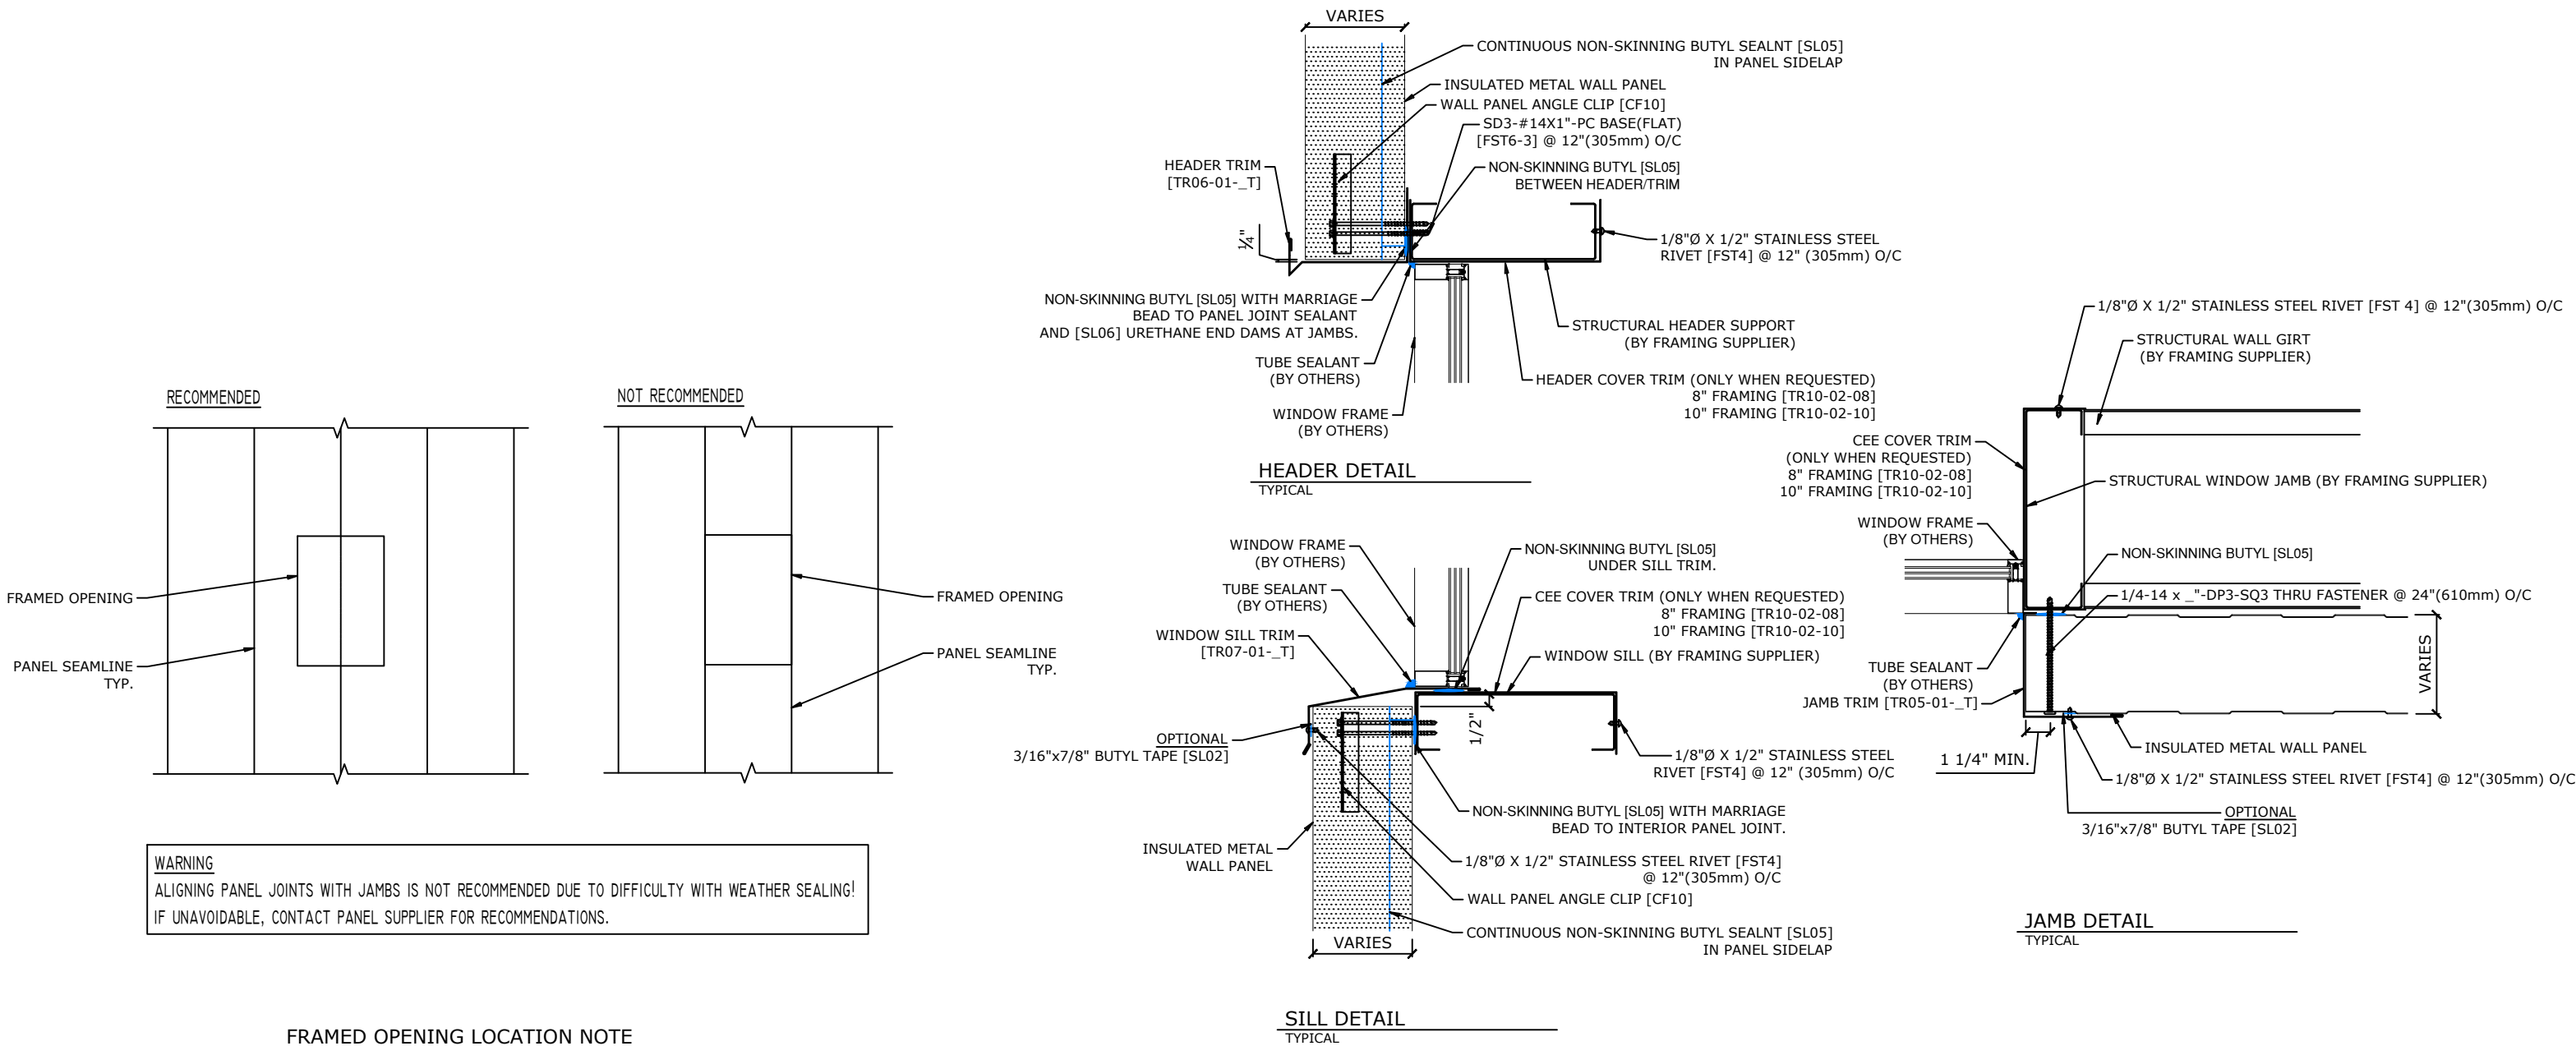 RECOMMENDED
FRAMED OPENING
PANEL SEAMLINE
TYP.
NOT RECOMMENDED
FRAMED OPENING
PANEL SEAMLINE
TYP.
WARNING
ALIGNING PANEL JOINTS WITH JAMBS IS NOT RECOMMENDED DUE TO DIFFICULTY WITH WEATHER SEALING!
IF UNAVOIDABLE, CONTACT PANEL SUPPLIER FOR RECOMMENDATIONS.
FRAMED OPENING LOCATION NOTE
VARIES
CONTINUOUS NON-SKINNING BUTYL SEALNT [SL05]
IN PANEL SIDELAP
INSULATED METAL WALL PANEL
WALL PANEL ANGLE CLIP [CF10]
SD3-#14X1"-PC BASE(FLAT)
[FST6-3] @ 12"(305mm) O/C
NON-SKINNING BUTYL [SL05]
BETWEEN HEADER/TRIM
HEADER TRIM
[TR06-01-_T]
¼"
1/8"Ø X 1/2" STAINLESS STEEL
RIVET [FST4] @ 12" (305mm) O/C
NON-SKINNING BUTYL [SL05] WITH MARRIAGE
BEAD TO PANEL JOINT SEALANT
AND [SL06] URETHANE END DAMS AT JAMBS.
STRUCTURAL HEADER SUPPORT
(BY FRAMING SUPPLIER)
TUBE SEALANT
(BY OTHERS)
HEADER COVER TRIM (ONLY WHEN REQUESTED)
8" FRAMING [TR10-02-08]
10" FRAMING [TR10-02-10]
WINDOW FRAME
(BY OTHERS)
HEADER DETAIL
TYPICAL
WINDOW FRAME
(BY OTHERS)
NON-SKINNING BUTYL [SL05]
UNDER SILL TRIM.
TUBE SEALANT
(BY OTHERS)
CEE COVER TRIM (ONLY WHEN REQUESTED)
8" FRAMING [TR10-02-08]
10" FRAMING [TR10-02-10]
WINDOW SILL TRIM
[TR07-01-_T]
WINDOW SILL (BY FRAMING SUPPLIER)
1/2"
OPTIONAL
3/16"x7/8" BUTYL TAPE [SL02]
1/8"Ø X 1/2" STAINLESS STEEL
RIVET [FST4] @ 12" (305mm) O/C
NON-SKINNING BUTYL [SL05] WITH MARRIAGE
BEAD TO INTERIOR PANEL JOINT.
INSULATED METAL
WALL PANEL
1/8"Ø X 1/2" STAINLESS STEEL RIVET [FST4]
@ 12"(305mm) O/C
WALL PANEL ANGLE CLIP [CF10]
CONTINUOUS NON-SKINNING BUTYL SEALNT [SL05]
IN PANEL SIDELAP
VARIES
SILL DETAIL
TYPICAL
1/8"Ø X 1/2" STAINLESS STEEL RIVET [FST 4] @ 12"(305mm) O/C
STRUCTURAL WALL GIRT
(BY FRAMING SUPPLIER)
CEE COVER TRIM
(ONLY WHEN REQUESTED)
8" FRAMING [TR10-02-08]
10" FRAMING [TR10-02-10]
STRUCTURAL WINDOW JAMB (BY FRAMING SUPPLIER)
WINDOW FRAME
(BY OTHERS)
NON-SKINNING BUTYL [SL05]
1/4-14 x _"-DP3-SQ3 THRU FASTENER @ 24"(610mm) O/C
TUBE SEALANT
(BY OTHERS)
JAMB TRIM [TR05-01-_T]
VARIES
1 1/4" MIN.
INSULATED METAL WALL PANEL
1/8"Ø X 1/2" STAINLESS STEEL RIVET [FST4] @ 12"(305mm) O/C
OPTIONAL
3/16"x7/8" BUTYL TAPE [SL02]
JAMB DETAIL
TYPICAL